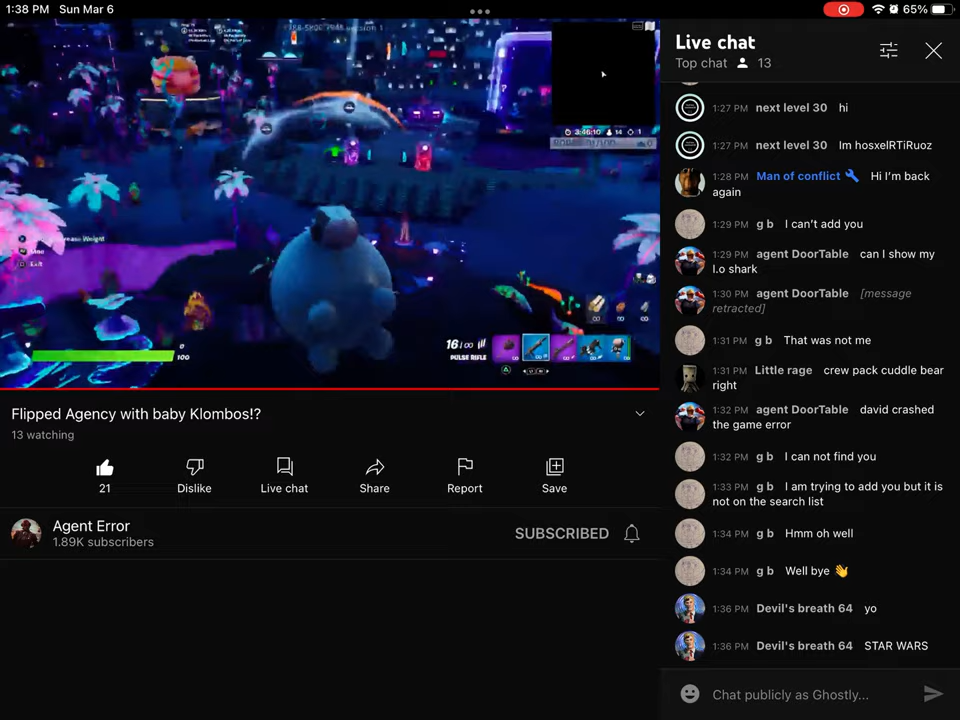 1:38 PM Sun Mar 6
65%
3:46:10 14 1
Exit
0
100
16/∞
PULSE RIFLE
Flipped Agency with baby Klombos!?
13 watching
21
Dislike
Live chat
Share
Report
Save
Agent Error
1.89K subscribers
SUBSCRIBED
Live chat
Top chat 13
1:27 PM next level 30 hi
1:27 PM next level 30 Im hosxelRTiRuoz
1:28 PM Man of conflict 🔧 Hi I'm back
again
1:29 PM g b I can't add you
1:29 PM agent DoorTable can I show my
I.o shark
1:30 PM agent DoorTable [message
retracted]
1:31 PM g b That was not me
1:31 PM Little rage crew pack cuddle bear
right
1:32 PM agent DoorTable david crashed
the game error
1:32 PM g b I can not find you
1:33 PM g b I am trying to add you but it is
not on the search list
1:34 PM g b Hmm oh well
1:34 PM g b Well bye 👋
1:36 PM Devil's breath 64 yo
1:36 PM Devil's breath 64 STAR WARS
Chat publicly as Ghostly...